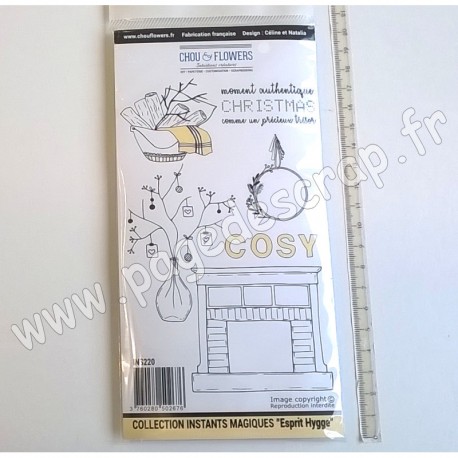 www.chouflowers.fr Fabrication française Design : Céline et Natalia
CHOU & FLOWERS
moment authentique
CHRISTMAS
comme un précieux trésor
COSY
www.pagedescrap.fr
Image copyright ©
Reproduction interdite
COLLECTION INSTANTS MAGIQUES "Esprit Hygge"